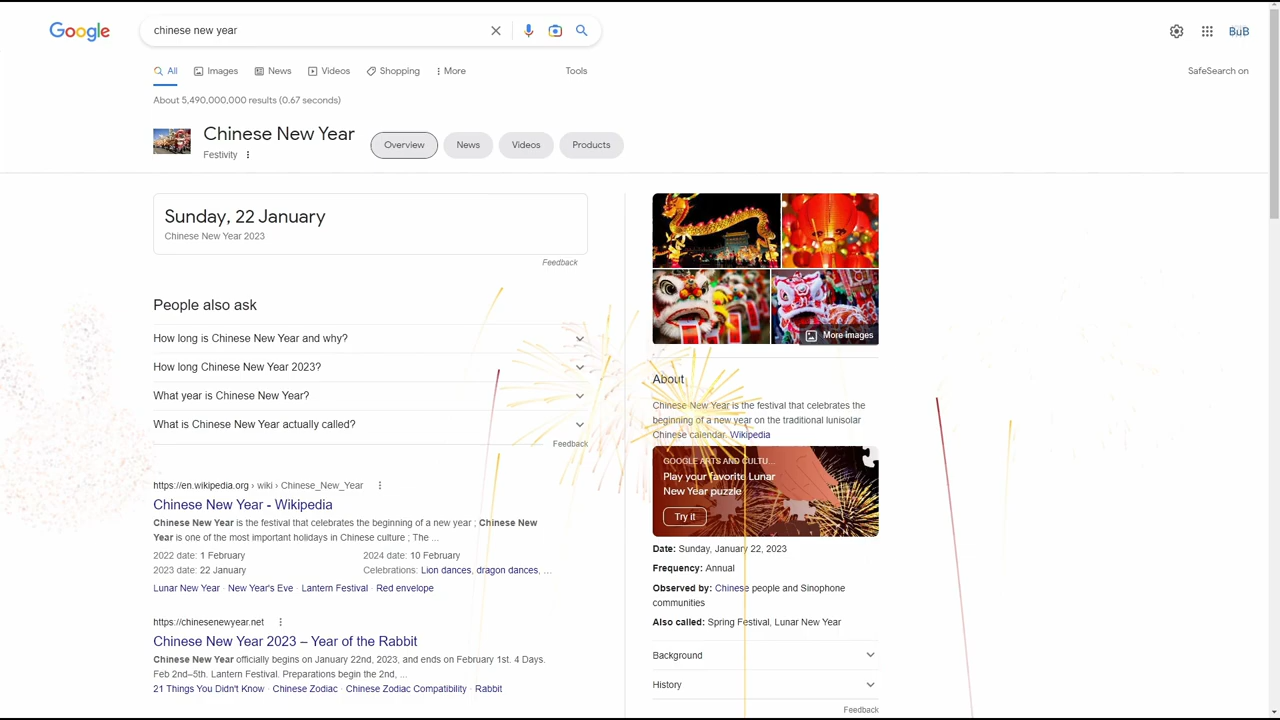 Google
chinese new year
BuB
All
Images
News
Videos
Shopping
More
Tools
SafeSearch on
About 5,490,000,000 results (0.67 seconds)
Chinese New Year
Festivity
Overview
News
Videos
Products
Sunday, 22 January
Chinese New Year 2023
Feedback
People also ask
How long is Chinese New Year and why?
How long Chinese New Year 2023?
What year is Chinese New Year?
What is Chinese New Year actually called?
Feedback
https://en.wikipedia.org › wiki › Chinese_New_Year
Chinese New Year - Wikipedia
Chinese New Year is the festival that celebrates the beginning of a new year ; Chinese New
Year is one of the most important holidays in Chinese culture ; The ...
2022 date: 1 February
2024 date: 10 February
2023 date: 22 January
Celebrations: Lion dances, dragon dances, ...
Lunar New Year · New Year's Eve · Lantern Festival · Red envelope
https://chinesenewyear.net
Chinese New Year 2023 – Year of the Rabbit
Chinese New Year officially begins on January 22nd, 2023, and ends on February 1st. 4 Days.
Feb 2nd–5th. Lantern Festival. Preparations begin the 2nd, ...
21 Things You Didn't Know · Chinese Zodiac · Chinese Zodiac Compatibility · Rabbit
More images
About
Chinese New Year is the festival that celebrates the
beginning of a new year on the traditional lunisolar
Chinese calendar. Wikipedia
GOOGLE ARTS AND CULTU...
Play your favorite Lunar
New Year puzzle
Try it
Date: Sunday, January 22, 2023
Frequency: Annual
Observed by: Chinese people and Sinophone
communities
Also called: Spring Festival, Lunar New Year
Background
History
Feedback